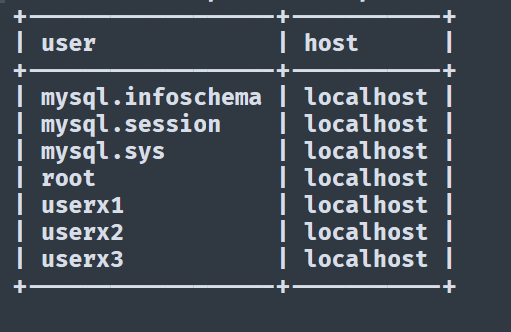 +------------------+-----------+
| user             | host      |
+------------------+-----------+
| mysql.infoschema | localhost |
| mysql.session    | localhost |
| mysql.sys        | localhost |
| root             | localhost |
| userx1           | localhost |
| userx2           | localhost |
| userx3           | localhost |
+------------------+-----------+